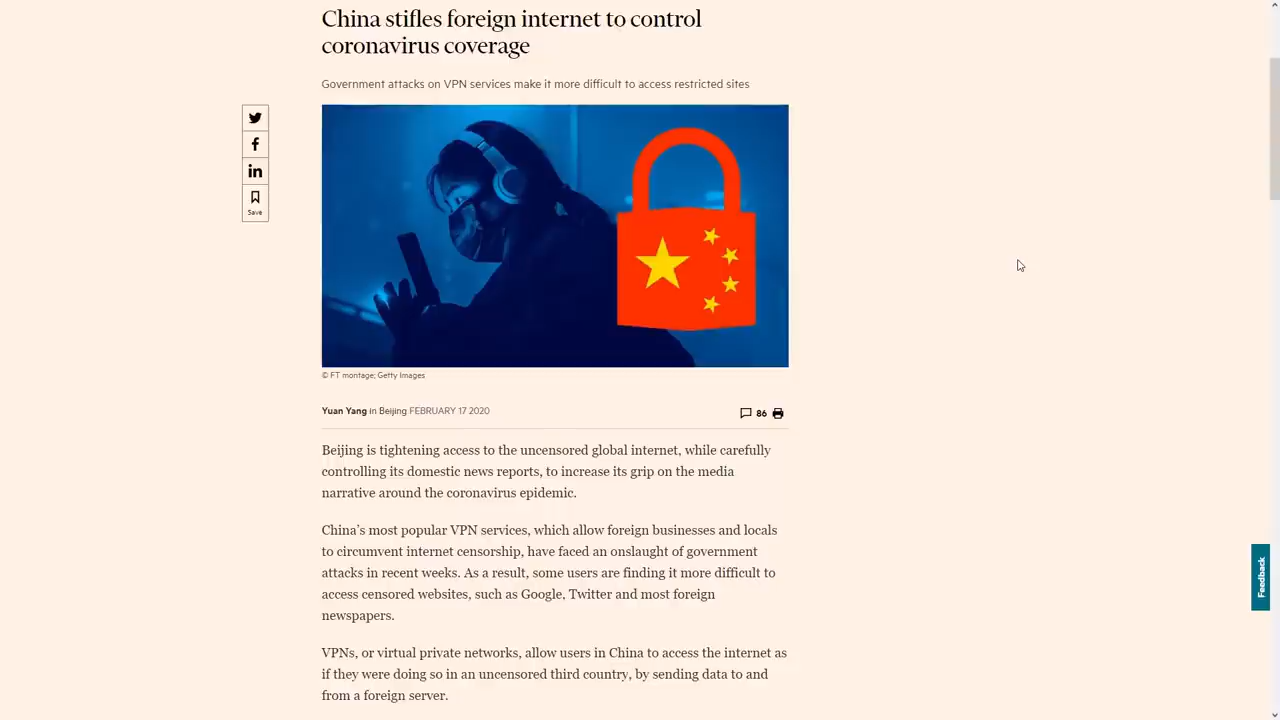 China stifles foreign internet to control
coronavirus coverage
Government attacks on VPN services make it more difficult to access restricted sites
in
Save
© FT montage; Getty Images
Yuan Yang in Beijing FEBRUARY 17 2020
86
Beijing is tightening access to the uncensored global internet, while carefully
controlling its domestic news reports, to increase its grip on the media
narrative around the coronavirus epidemic.
China’s most popular VPN services, which allow foreign businesses and locals
to circumvent internet censorship, have faced an onslaught of government
attacks in recent weeks. As a result, some users are finding it more difficult to
access censored websites, such as Google, Twitter and most foreign
newspapers.
VPNs, or virtual private networks, allow users in China to access the internet as
if they were doing so in an uncensored third country, by sending data to and
from a foreign server.
Feedback